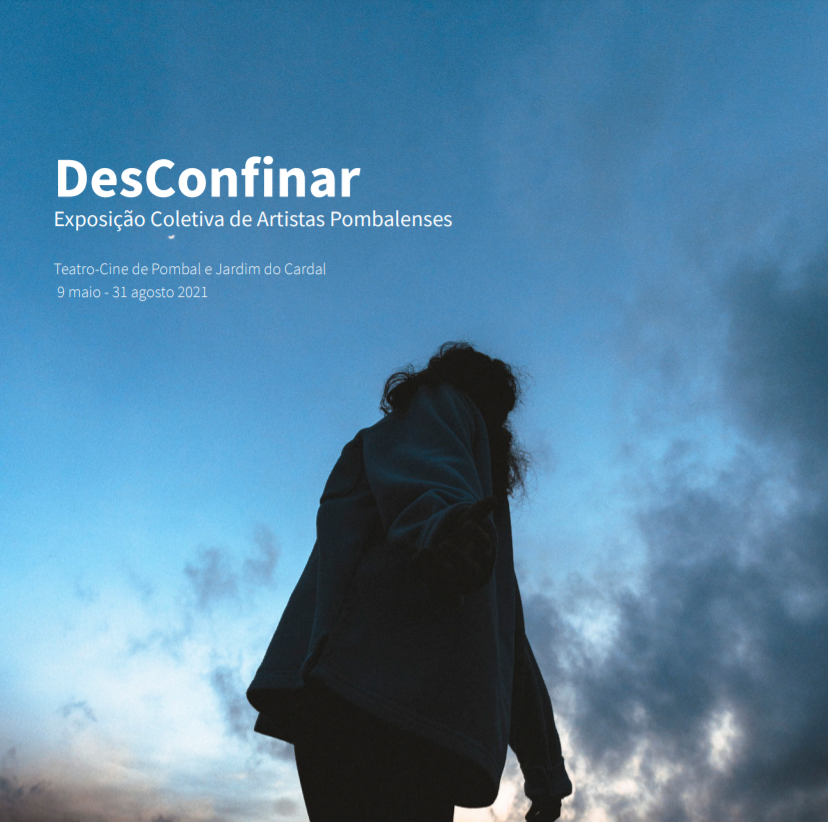 DesConfinar
Exposição Coletiva de Artistas Pombalenses
Teatro-Cine de Pombal e Jardim do Cardal
9 maio - 31 agosto 2021